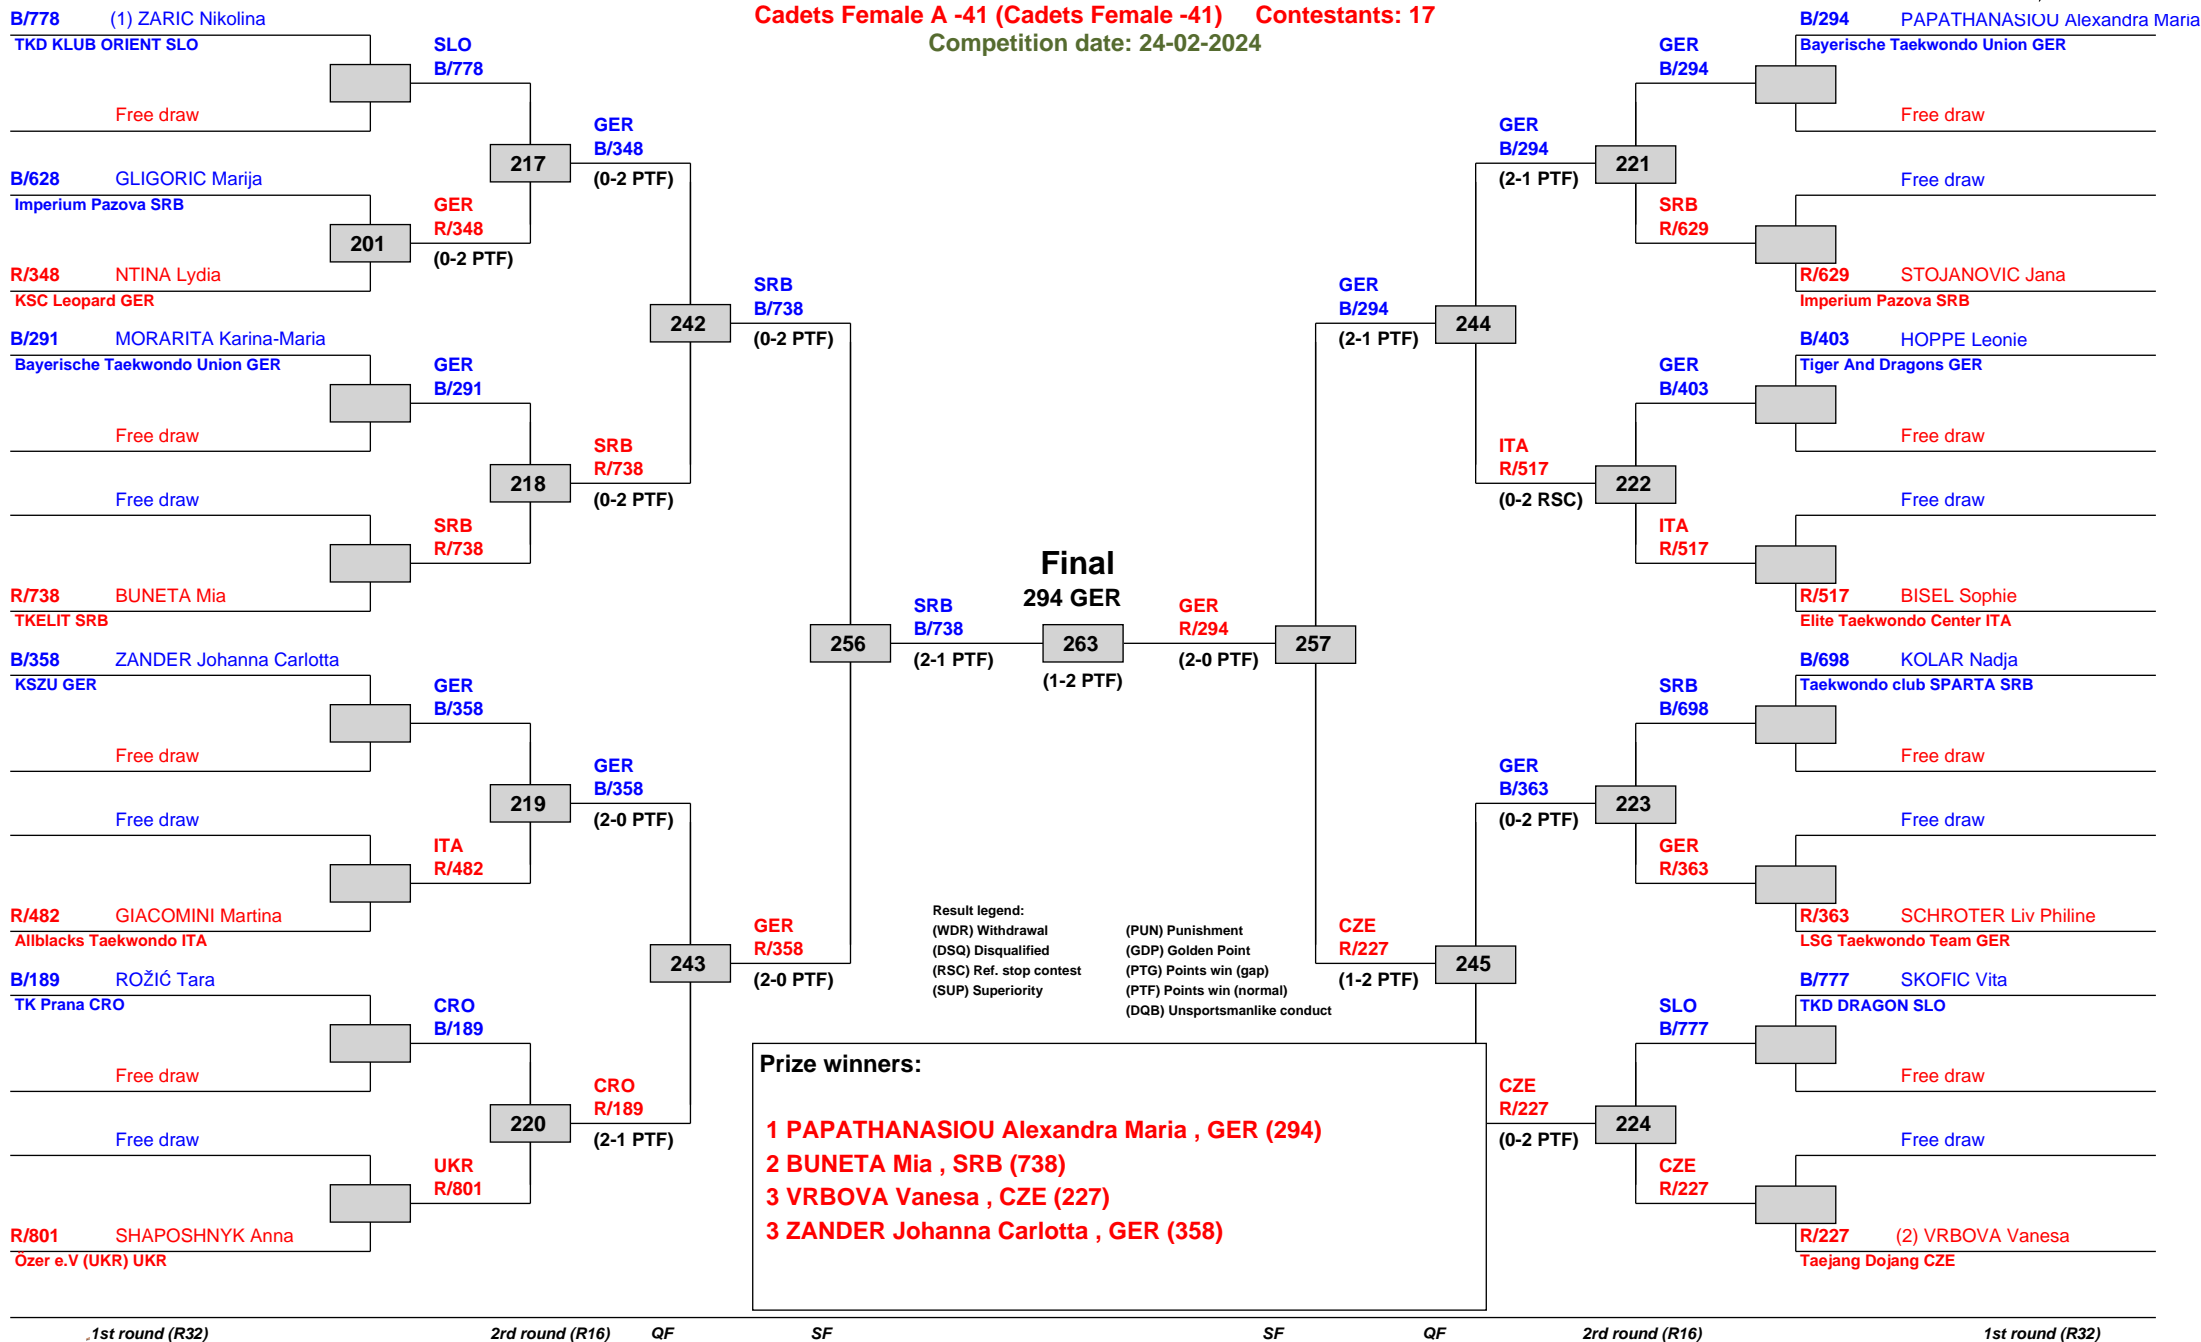 Cadets Female A -41 (Cadets Female -41) Contestants: 17
Competition date: 24-02-2024
B/778 (1) ZARIC Nikolina
TKD KLUB ORIENT SLO
Free draw
B/628 GLIGORIC Marija
Imperium Pazova SRB
201
R/348 NTINA Lydia
KSC Leopard GER
B/291 MORARITA Karina-Maria
Bayerische Taekwondo Union GER
Free draw
Free draw
R/738 BUNETA Mia
TKELIT SRB
B/358 ZANDER Johanna Carlotta
KSZU GER
Free draw
Free draw
R/482 GIACOMINI Martina
Allblacks Taekwondo ITA
B/189 ROŽIĆ Tara
TK Prana CRO
Free draw
Free draw
R/801 SHAPOSHNYK Anna
Özer e.V (UKR) UKR
SLO
B/778
217
GER
R/348
(0-2 PTF)
GER
B/291
218
SRB
R/738
GER
B/358
219
ITA
R/482
CRO
B/189
220
UKR
R/801
GER
B/348
(0-2 PTF)
242
SRB
R/738
(0-2 PTF)
GER
B/358
(2-0 PTF)
243
CRO
R/189
(2-1 PTF)
SRB
B/738
(0-2 PTF)
256
GER
R/358
(2-0 PTF)
SRB
B/738
(2-1 PTF)
Final
294 GER
263
(1-2 PTF)
GER
R/294
(2-0 PTF)
257
GER
B/294
(2-1 PTF)
244
CZE
R/227
(1-2 PTF)
245
GER
B/294
(2-1 PTF)
221
ITA
R/517
(0-2 RSC)
222
GER
B/363
(0-2 PTF)
223
CZE
R/227
(0-2 PTF)
224
GER
B/294
SRB
R/629
GER
B/403
ITA
R/517
SRB
B/698
GER
R/363
SLO
B/777
CZE
R/227
B/294 PAPATHANASIOU Alexandra Maria
Bayerische Taekwondo Union GER
Free draw
Free draw
R/629 STOJANOVIC Jana
Imperium Pazova SRB
B/403 HOPPE Leonie
Tiger And Dragons GER
Free draw
Free draw
R/517 BISEL Sophie
Elite Taekwondo Center ITA
B/698 KOLAR Nadja
Taekwondo club SPARTA SRB
Free draw
Free draw
R/363 SCHROTER Liv Philine
LSG Taekwondo Team GER
B/777 SKOFIC Vita
TKD DRAGON SLO
Free draw
Free draw
R/227 (2) VRBOVA Vanesa
Taejang Dojang CZE
Result legend:
(WDR) Withdrawal (PUN) Punishment
(DSQ) Disqualified (GDP) Golden Point
(RSC) Ref. stop contest (PTG) Points win (gap)
(SUP) Superiority (PTF) Points win (normal)
(DQB) Unsportsmanlike conduct
Prize winners:
1 PAPATHANASIOU Alexandra Maria , GER (294)
2 BUNETA Mia , SRB (738)
3 VRBOVA Vanesa , CZE (227)
3 ZANDER Johanna Carlotta , GER (358)
1st round (R32) 2rd round (R16) QF SF SF QF 2rd round (R16) 1st round (R32)